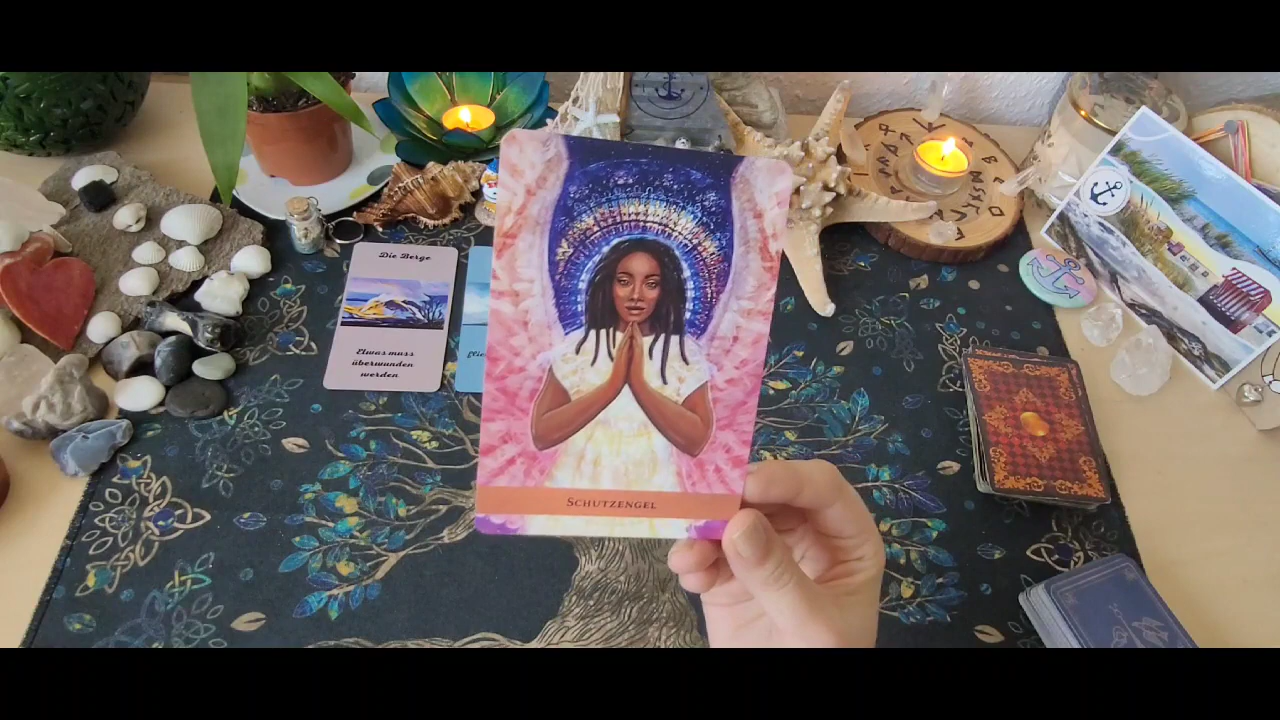 Die Berge
Etwas muss
überwunden
werden
SCHUTZENGEL